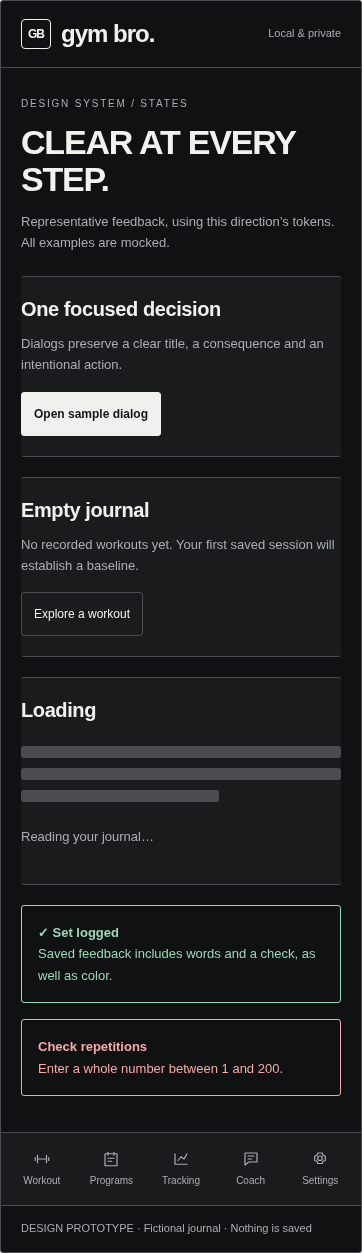 GB gym bro. Local & private
DESIGN SYSTEM / STATES
CLEAR AT EVERY
STEP.
Representative feedback, using this direction's tokens.
All examples are mocked.
One focused decision
Dialogs preserve a clear title, a consequence and an
intentional action.
Open sample dialog
Empty journal
No recorded workouts yet. Your first saved session will
establish a baseline.
Explore a workout
Loading
Reading your journal…
✓ Set logged
Saved feedback includes words and a check, as
well as color.
Check repetitions
Enter a whole number between 1 and 200.
Workout Programs Tracking Coach Settings
DESIGN PROTOTYPE · Fictional journal · Nothing is saved